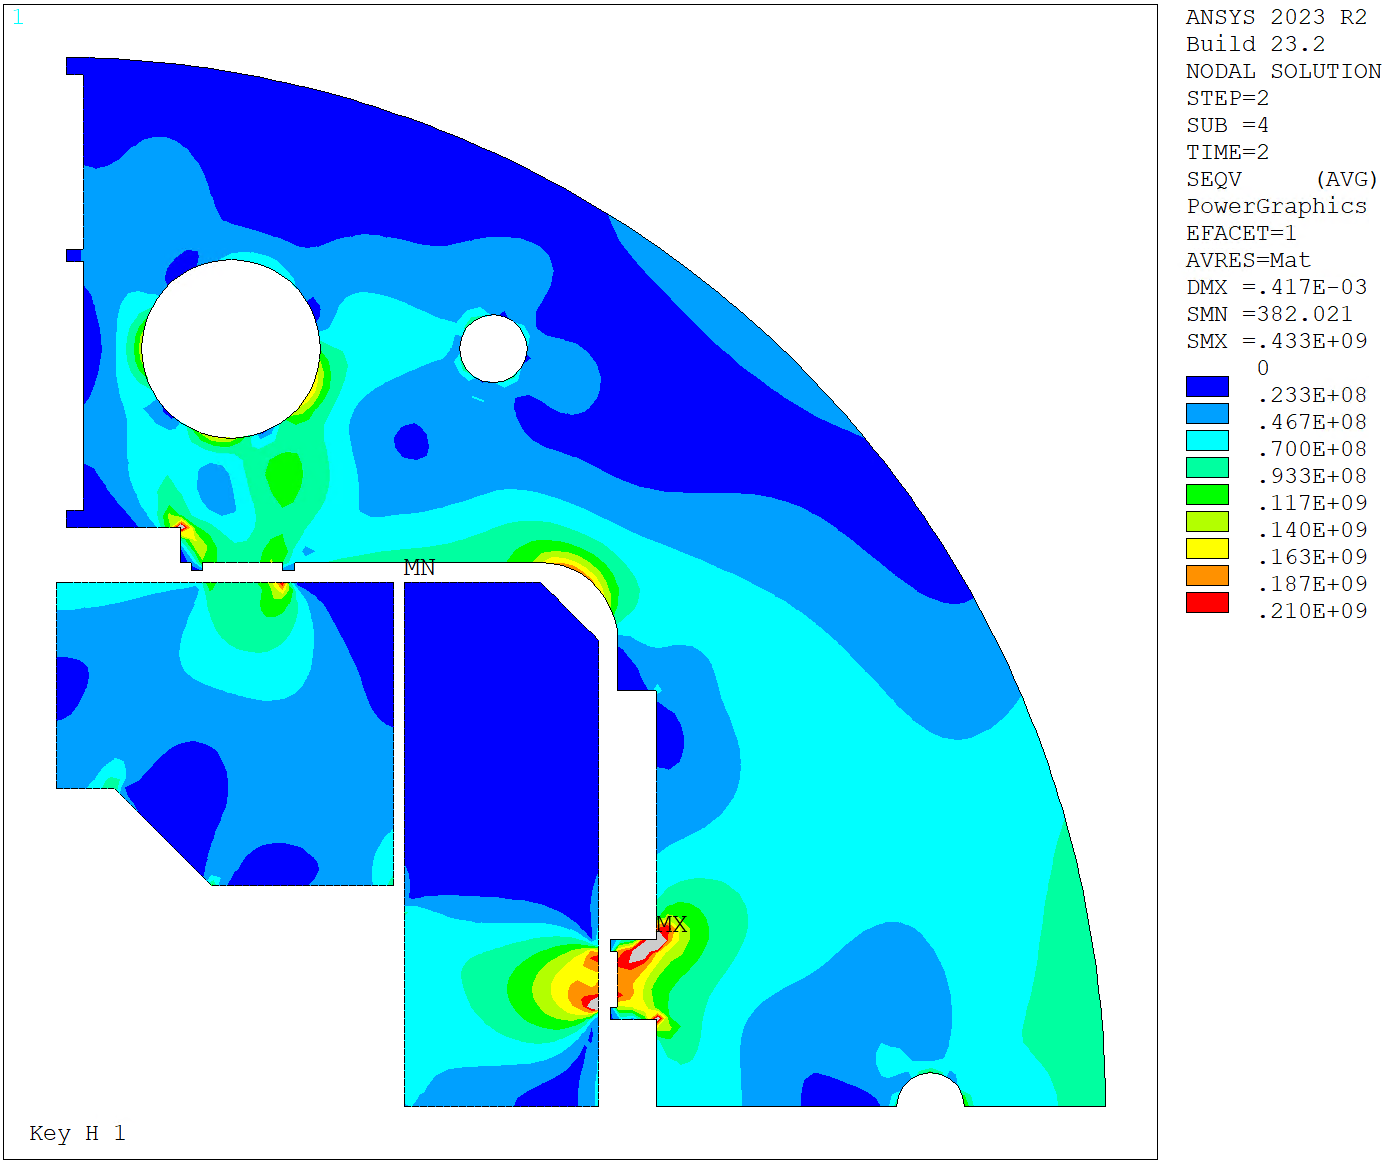 1
ANSYS 2023 R2
Build 23.2
NODAL SOLUTION
STEP=2
SUB =4
TIME=2
SEQV     (AVG)
PowerGraphics
EFACET=1
AVRES=Mat
DMX =.417E-03
SMN =382.021
SMX =.433E+09
0
.233E+08
.467E+08
.700E+08
.933E+08
.117E+09
.140E+09
.163E+09
.187E+09
.210E+09
MN
MX
Key H 1